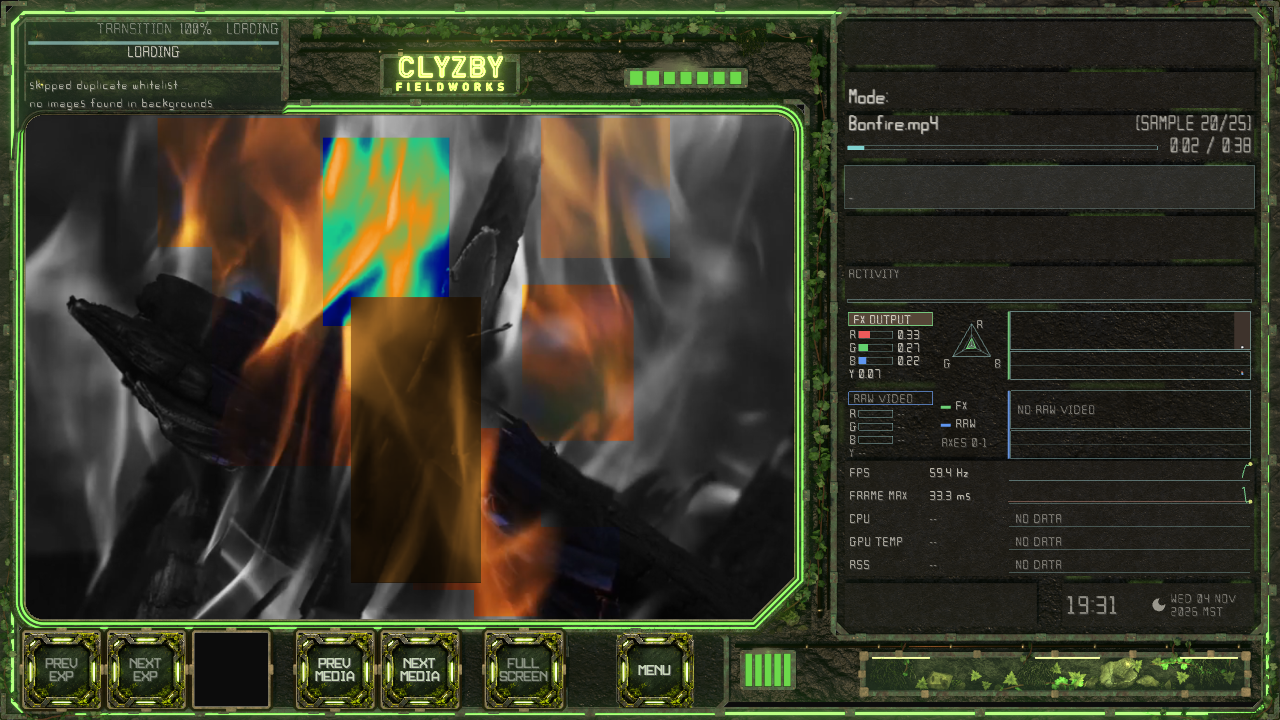 TRANSITION 100% LOADING
LOADING
skipped duplicate whitelist
no images found in backgrounds
CLYZBY
FIELDWORKS
Mode:
Bonfire.mp4 [SAMPLE 20/25]
0:02 / 0:38
ACTIVITY
FX OUTPUT
R 0.33
G 0.27
B 0.22
Y 0.07
R
G B
RAW VIDEO
R --
G --
B --
Y --
FX
RAW
AXES 0-1
NO RAW VIDEO
FPS 59.4 Hz
FRAME MAX 33.3 ms
CPU -- NO DATA
GPU TEMP -- NO DATA
RSS -- NO DATA
19:31
WED 04 NOV
2026 MST
PREV
EXP
NEXT
EXP
PREV
MEDIA
NEXT
MEDIA
FULL
SCREEN
MENU